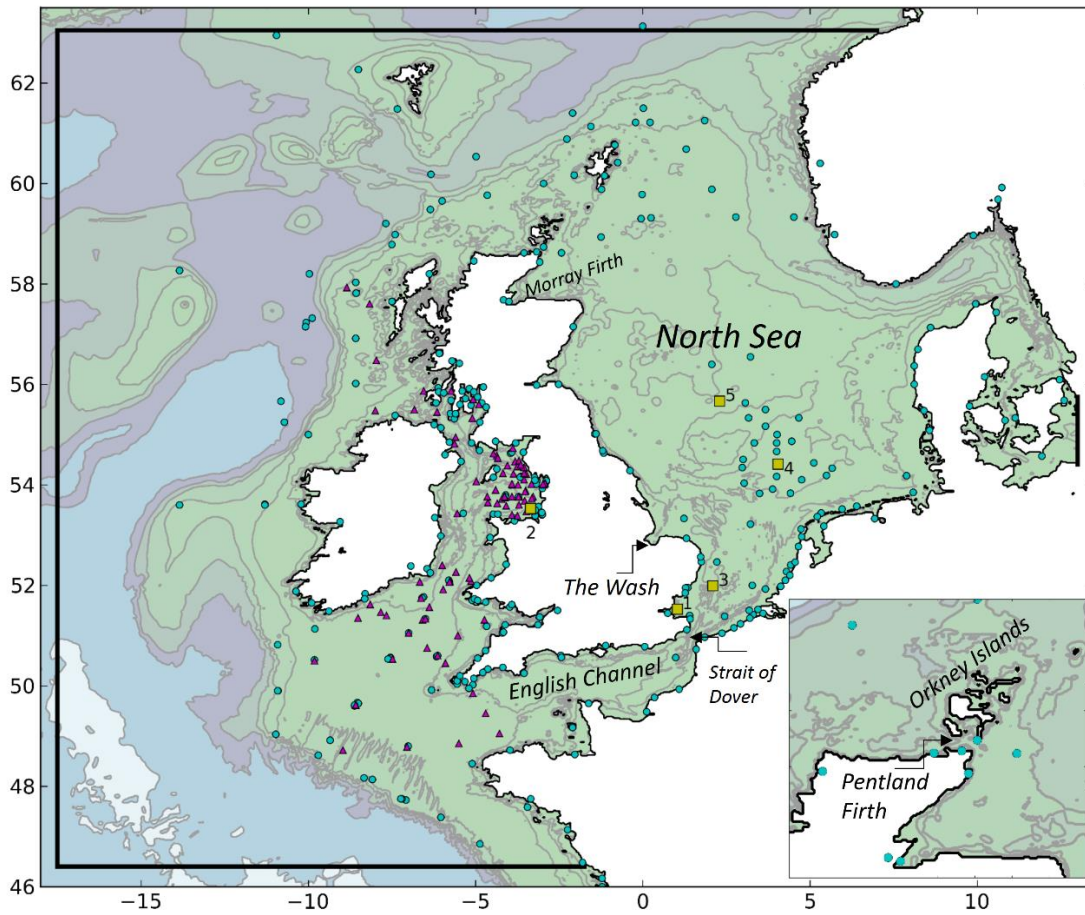 62
60
58
56
54
52
50
48
46
−15
−10
−5
0
5
10
Morray Firth
North Sea
5
4
2
The Wash
3
1
Strait of
Dover
English Channel
Orkney Islands
Pentland
Firth